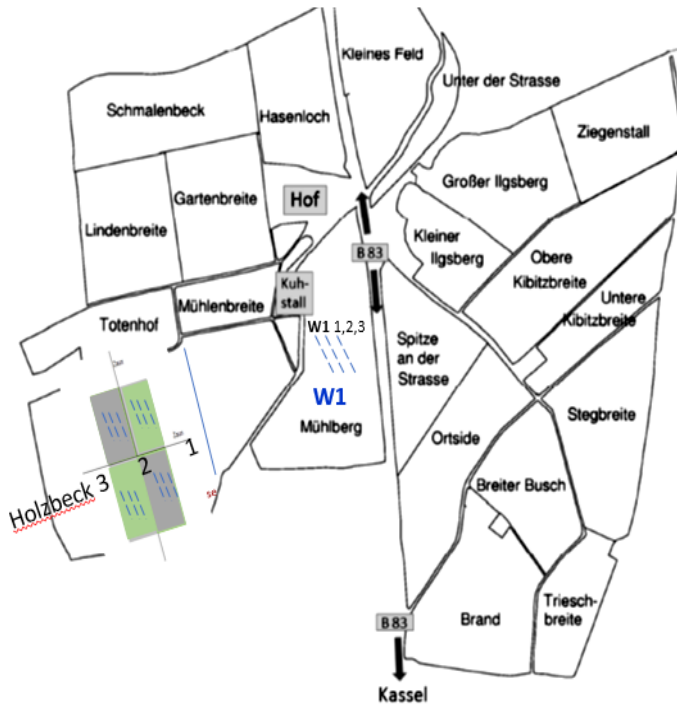 Kleines Feld
Unter der Strasse
Schmalenbeck
Hasenloch
Ziegenstall
Großer Ilgsberg
Gartenbreite
Hof
Lindenbreite
Kleiner
Ilgsberg
B 83
Obere
Kibitzbreite
Kuh-
stall
Mühlenbreite
Untere
Kibitzbreite
Totenhof
W1 1,2,3
Spitze
an der
Strasse
W1
Stegbreite
Mühlberg
Ortside
1
2
3
Holzbeck
se
Breiter Busch
Brand
Triesch-
breite
B 83
Kassel